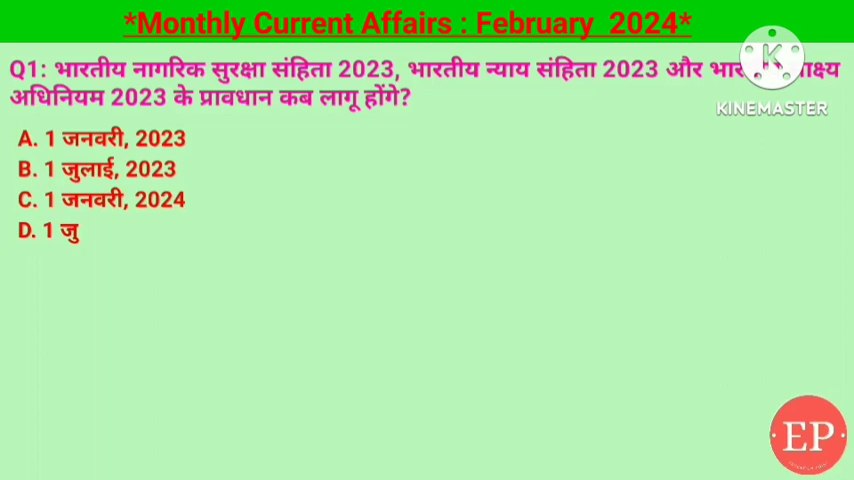 *Monthly Current Affairs : February 2024*
Q1: भारतीय नागरिक सुरक्षा संहिता 2023, भारतीय न्याय संहिता 2023 और
अधिनियम 2023 के प्रावधान कब लागू होंगे?
KINEMASTER
A. 1 जनवरी, 2023
B. 1 जुलाई, 2023
C. 1 जनवरी, 2024
D. 1 जु
EP